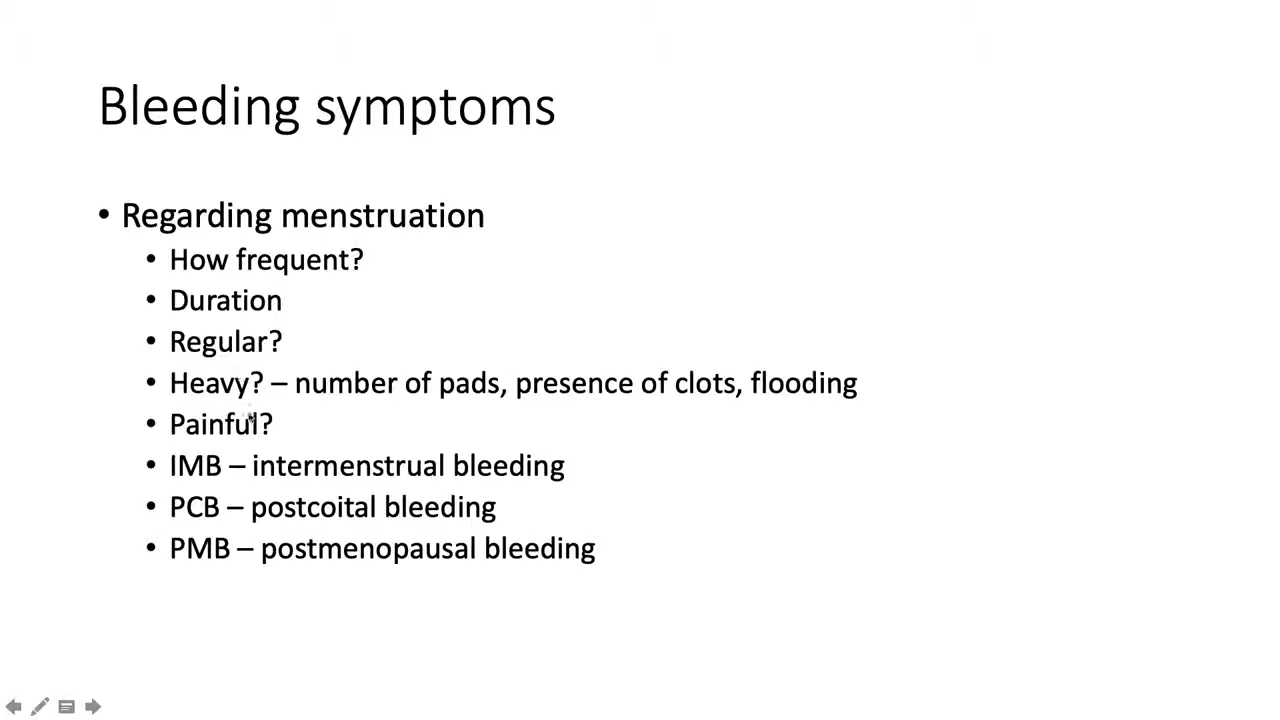 Bleeding symptoms
• Regarding menstruation
• How frequent?
• Duration
• Regular?
• Heavy? – number of pads, presence of clots, flooding
• Painful?
• IMB – intermenstrual bleeding
• PCB – postcoital bleeding
• PMB – postmenopausal bleeding